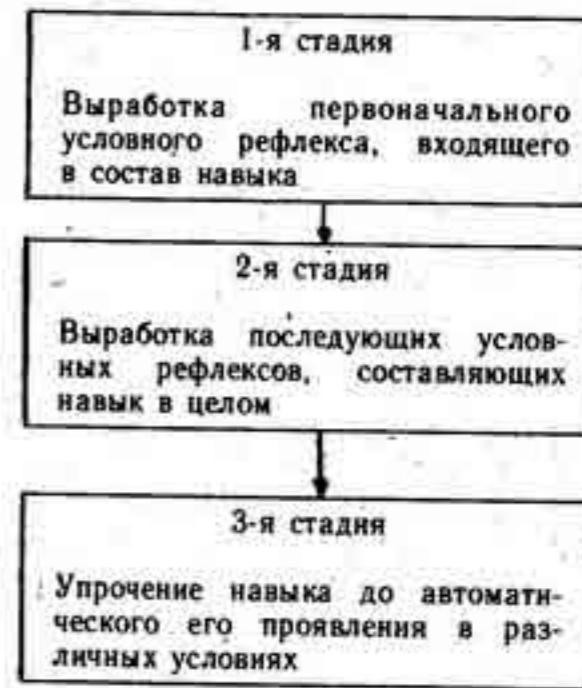 1-я стадия
Выработка первоначального
условного рефлекса, входящего
в состав навыка
2-я стадия
Выработка последующих услов-
ных рефлексов, составляющих
навык в целом
3-я стадия
Упрочение навыка до автомати-
ческого его проявления в раз-
личных условиях